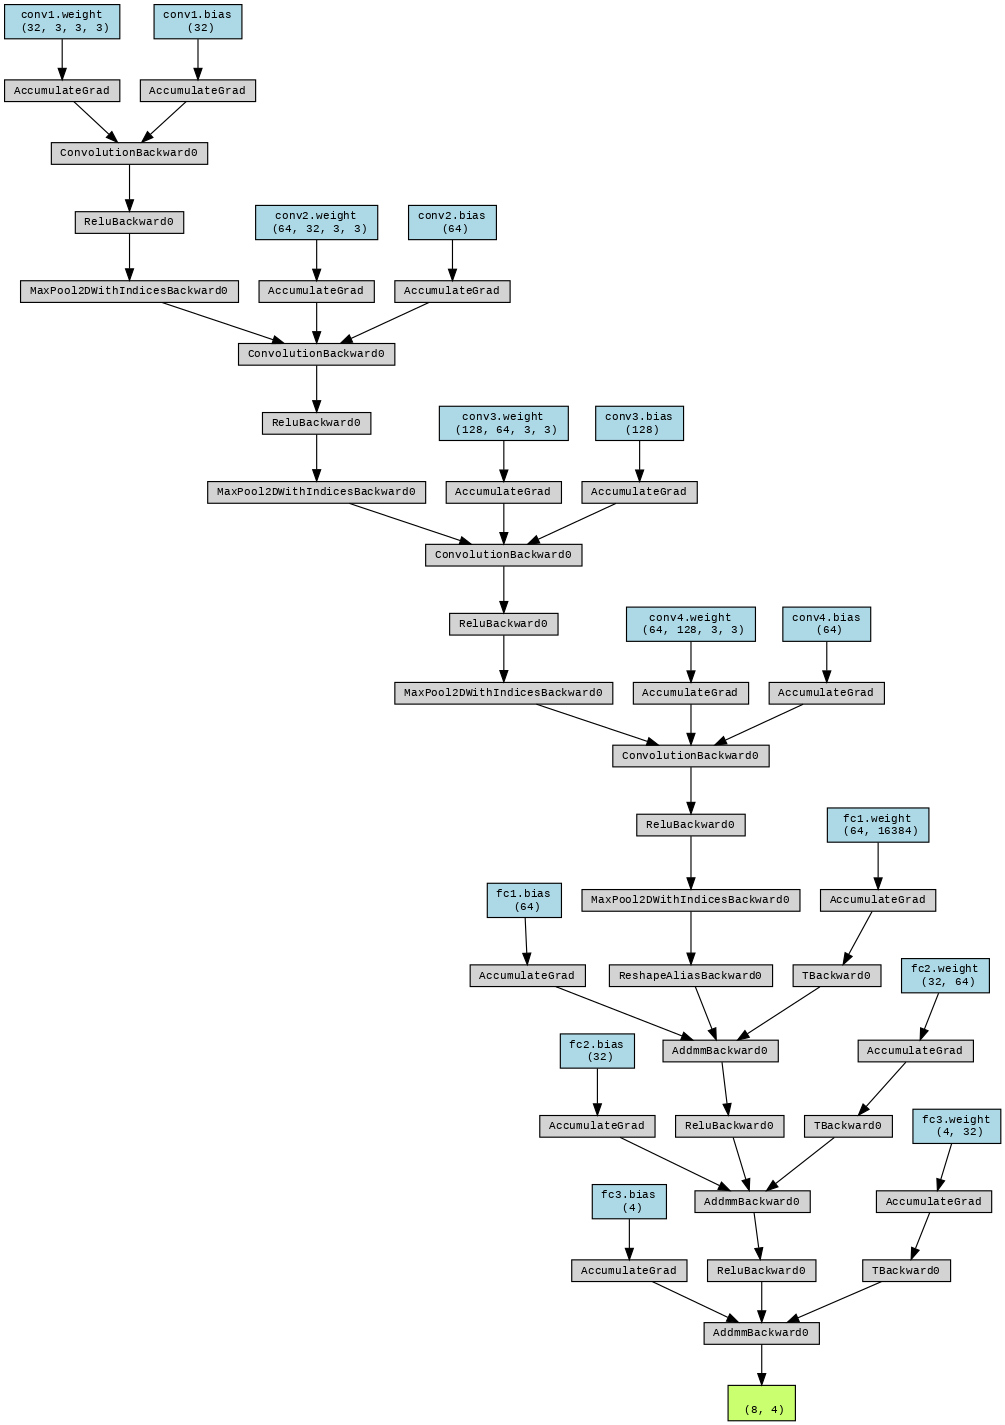 conv1.weight
(32, 3, 3, 3)
conv1.bias
(32)
AccumulateGrad
AccumulateGrad
ConvolutionBackward0
ReluBackward0
conv2.weight
(64, 32, 3, 3)
conv2.bias
(64)
MaxPool2DWithIndicesBackward0
AccumulateGrad
AccumulateGrad
ConvolutionBackward0
ReluBackward0
conv3.weight
(128, 64, 3, 3)
conv3.bias
(128)
MaxPool2DWithIndicesBackward0
AccumulateGrad
AccumulateGrad
ConvolutionBackward0
ReluBackward0
conv4.weight
(64, 128, 3, 3)
conv4.bias
(64)
MaxPool2DWithIndicesBackward0
AccumulateGrad
AccumulateGrad
ConvolutionBackward0
ReluBackward0
fc1.weight
(64, 16384)
fc1.bias
(64)
MaxPool2DWithIndicesBackward0
AccumulateGrad
AccumulateGrad
ReshapeAliasBackward0
TBackward0
fc2.weight
(32, 64)
fc2.bias
(32)
AddmmBackward0
AccumulateGrad
AccumulateGrad
ReluBackward0
TBackward0
fc3.weight
(4, 32)
fc3.bias
(4)
AddmmBackward0
AccumulateGrad
AccumulateGrad
ReluBackward0
TBackward0
AddmmBackward0
(8, 4)